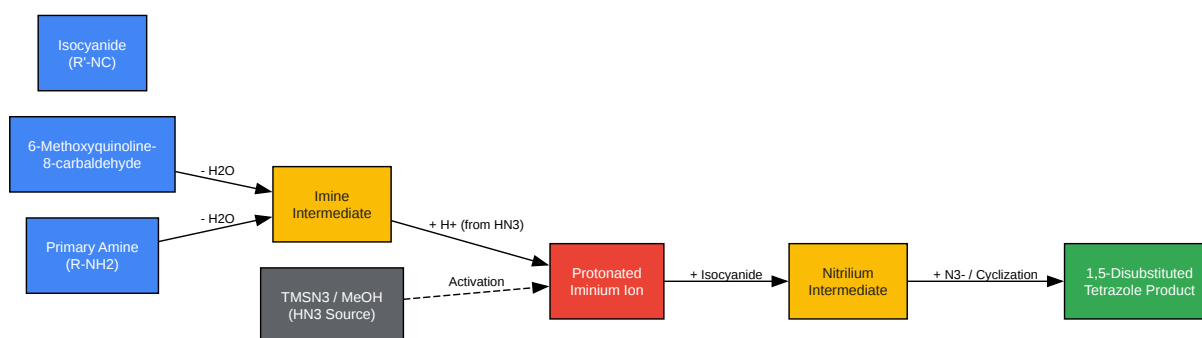 Isocyanide
(R'-NC)
6-Methoxyquinoline-
8-carbaldehyde
- H2O
Primary Amine
(R-NH2)
- H2O
Imine
Intermediate
+ H+ (from HN3)
TMSN3 / MeOH
(HN3 Source)
Activation
Protonated
Iminium Ion
+ Isocyanide
Nitrilium
Intermediate
+ N3- / Cyclization
1,5-Disubstituted
Tetrazole Product